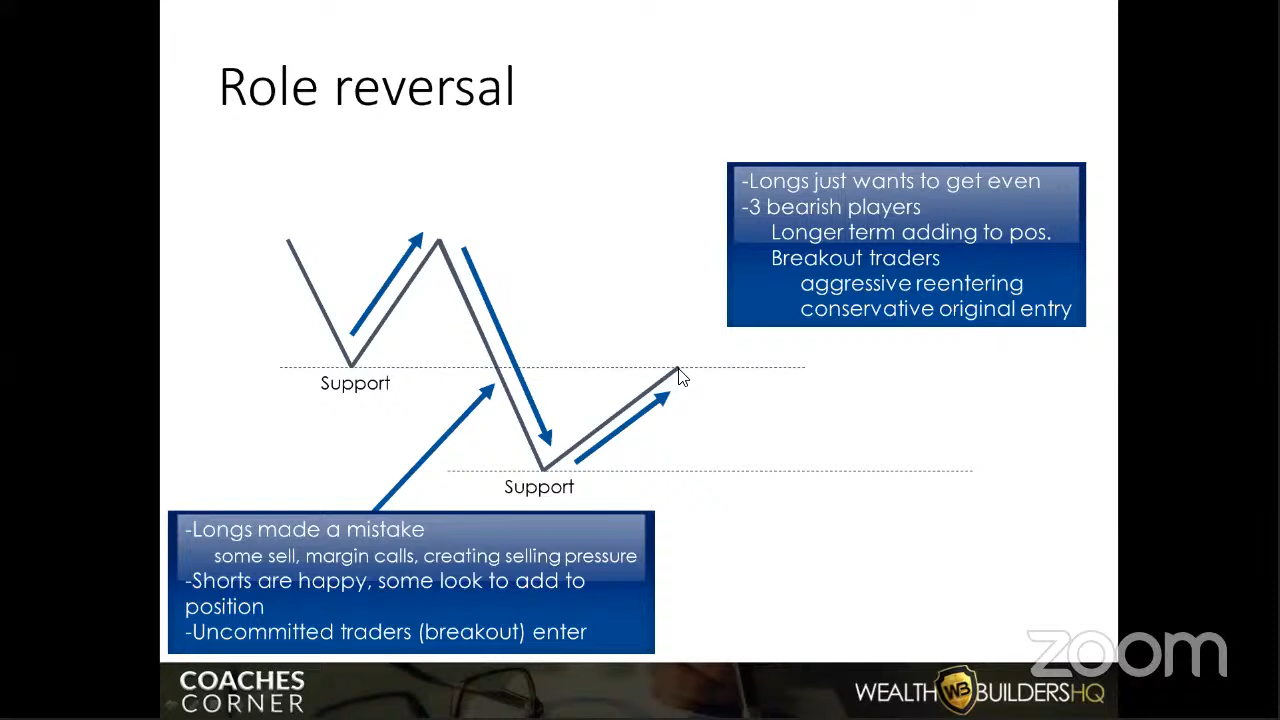 Role reversal
-Longs just wants to get even
-3 bearish players
Longer term adding to pos.
Breakout traders
aggressive reentering
conservative original entry
Support
Support
-Longs made a mistake
some sell, margin calls, creating selling pressure
-Shorts are happy, some look to add to
position
-Uncommitted traders (breakout) enter
zoom
COACHES
CORNER
WEALTH WB BUILDERSHQ